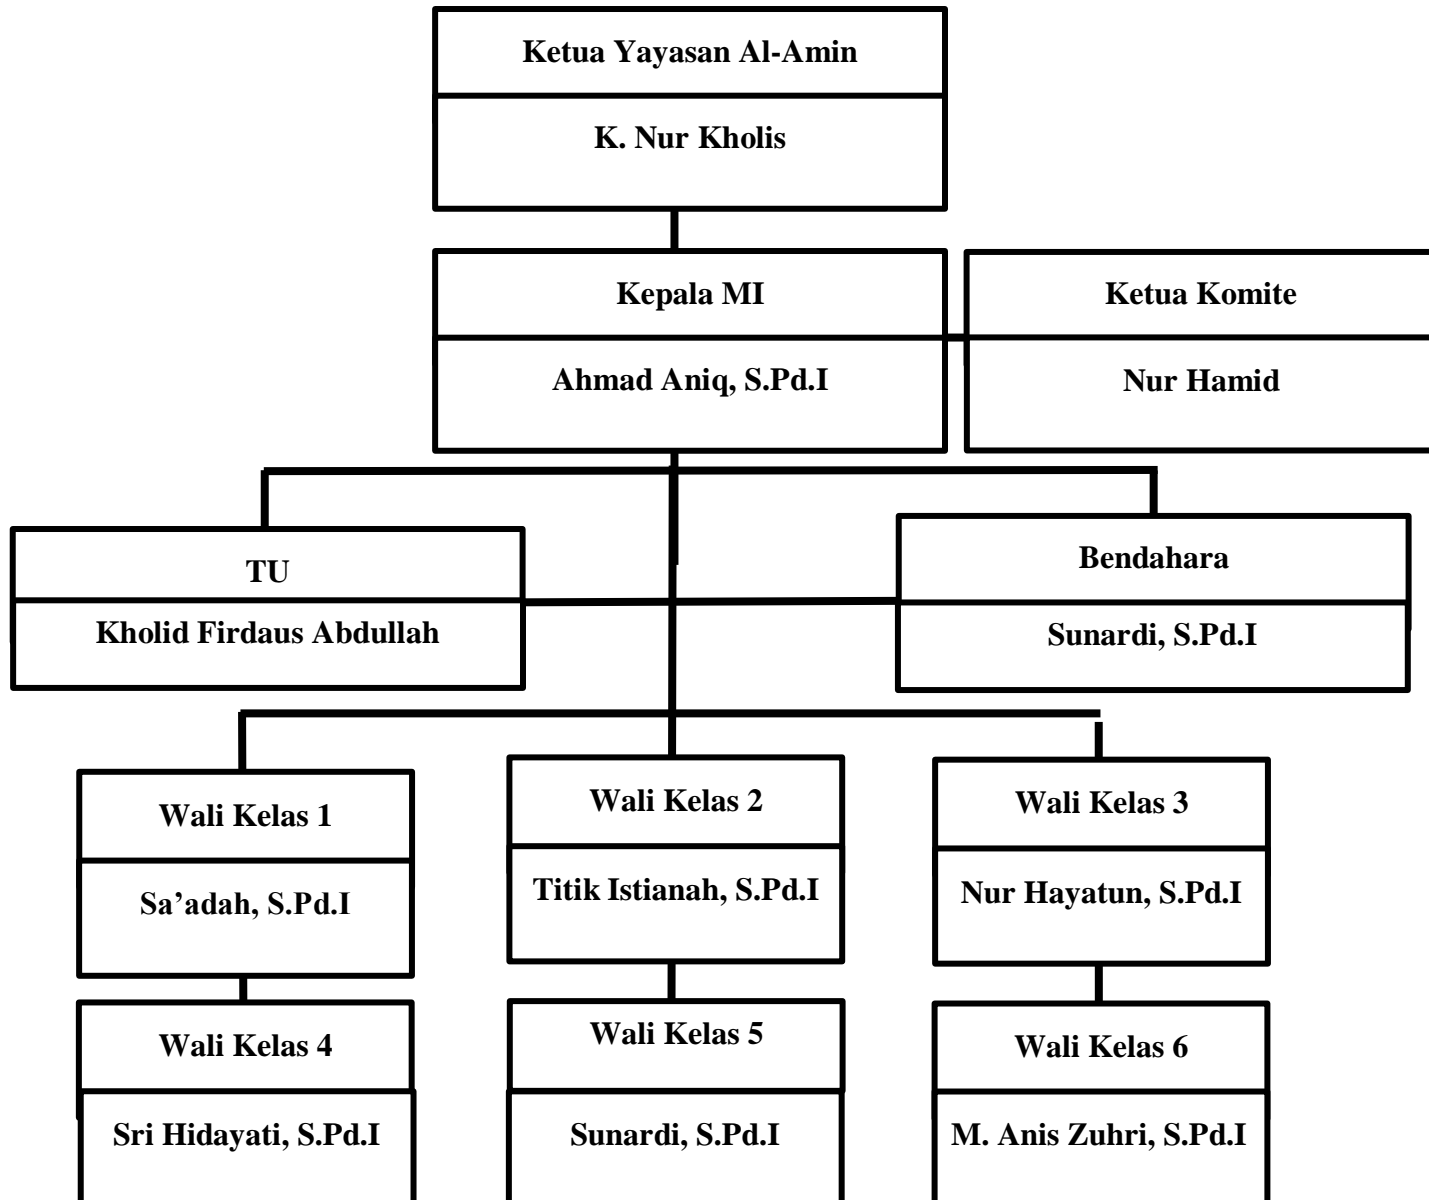 Ketua Yayasan Al-Amin
K. Nur Kholis
Kepala MI
Ahmad Aniq, S.Pd.I
Ketua Komite
Nur Hamid
TU
Kholid Firdaus Abdullah
Bendahara
Sunardi, S.Pd.I
Wali Kelas 1
Sa’adah, S.Pd.I
Wali Kelas 2
Titik Istianah, S.Pd.I
Wali Kelas 3
Nur Hayatun, S.Pd.I
Wali Kelas 4
Sri Hidayati, S.Pd.I
Wali Kelas 5
Sunardi, S.Pd.I
Wali Kelas 6
M. Anis Zuhri, S.Pd.I